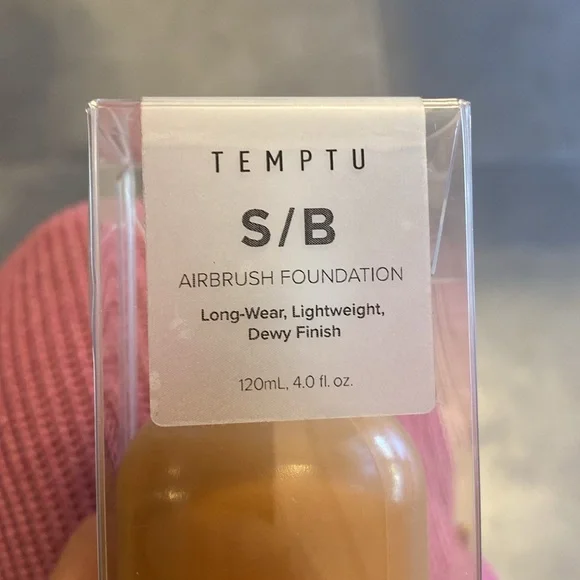 TEMPTU
S/B
AIRBRUSH FOUNDATION
Long-Wear, Lightweight,
Dewy Finish
120mL, 4.0 fl. oz.